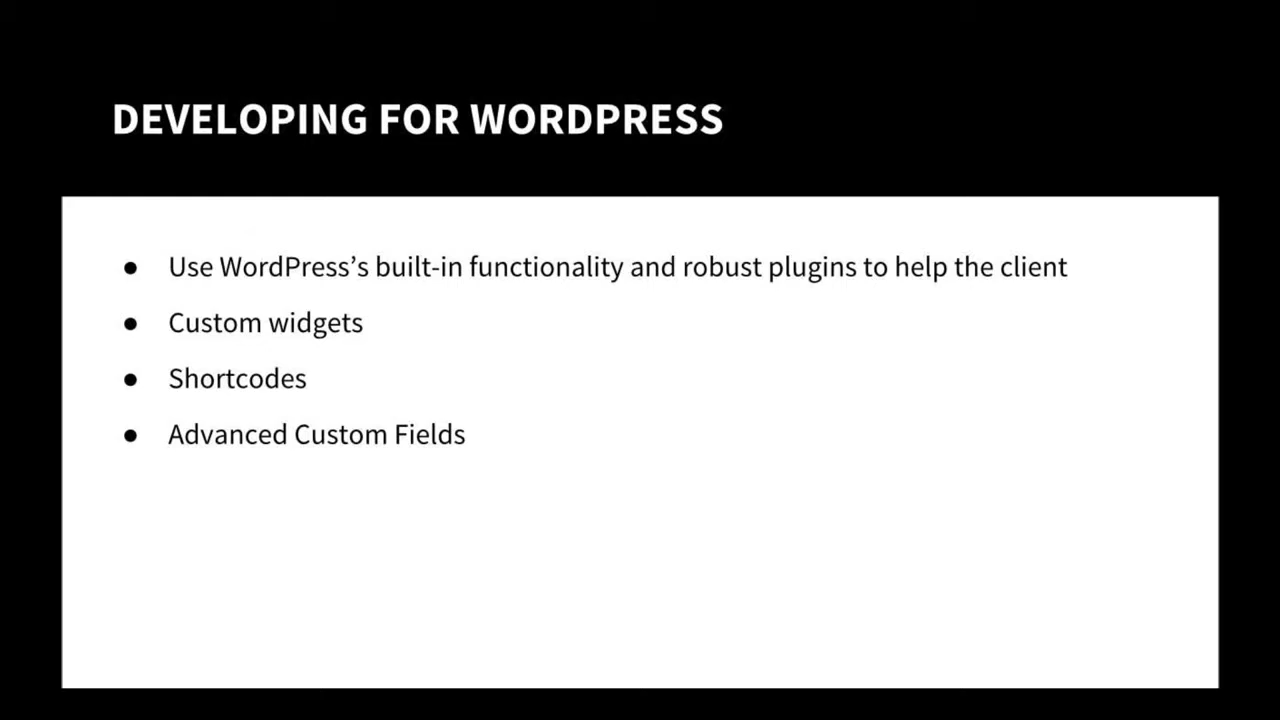 DEVELOPING FOR WORDPRESS
● Use WordPress’s built-in functionality and robust plugins to help the client
● Custom widgets
● Shortcodes
● Advanced Custom Fields